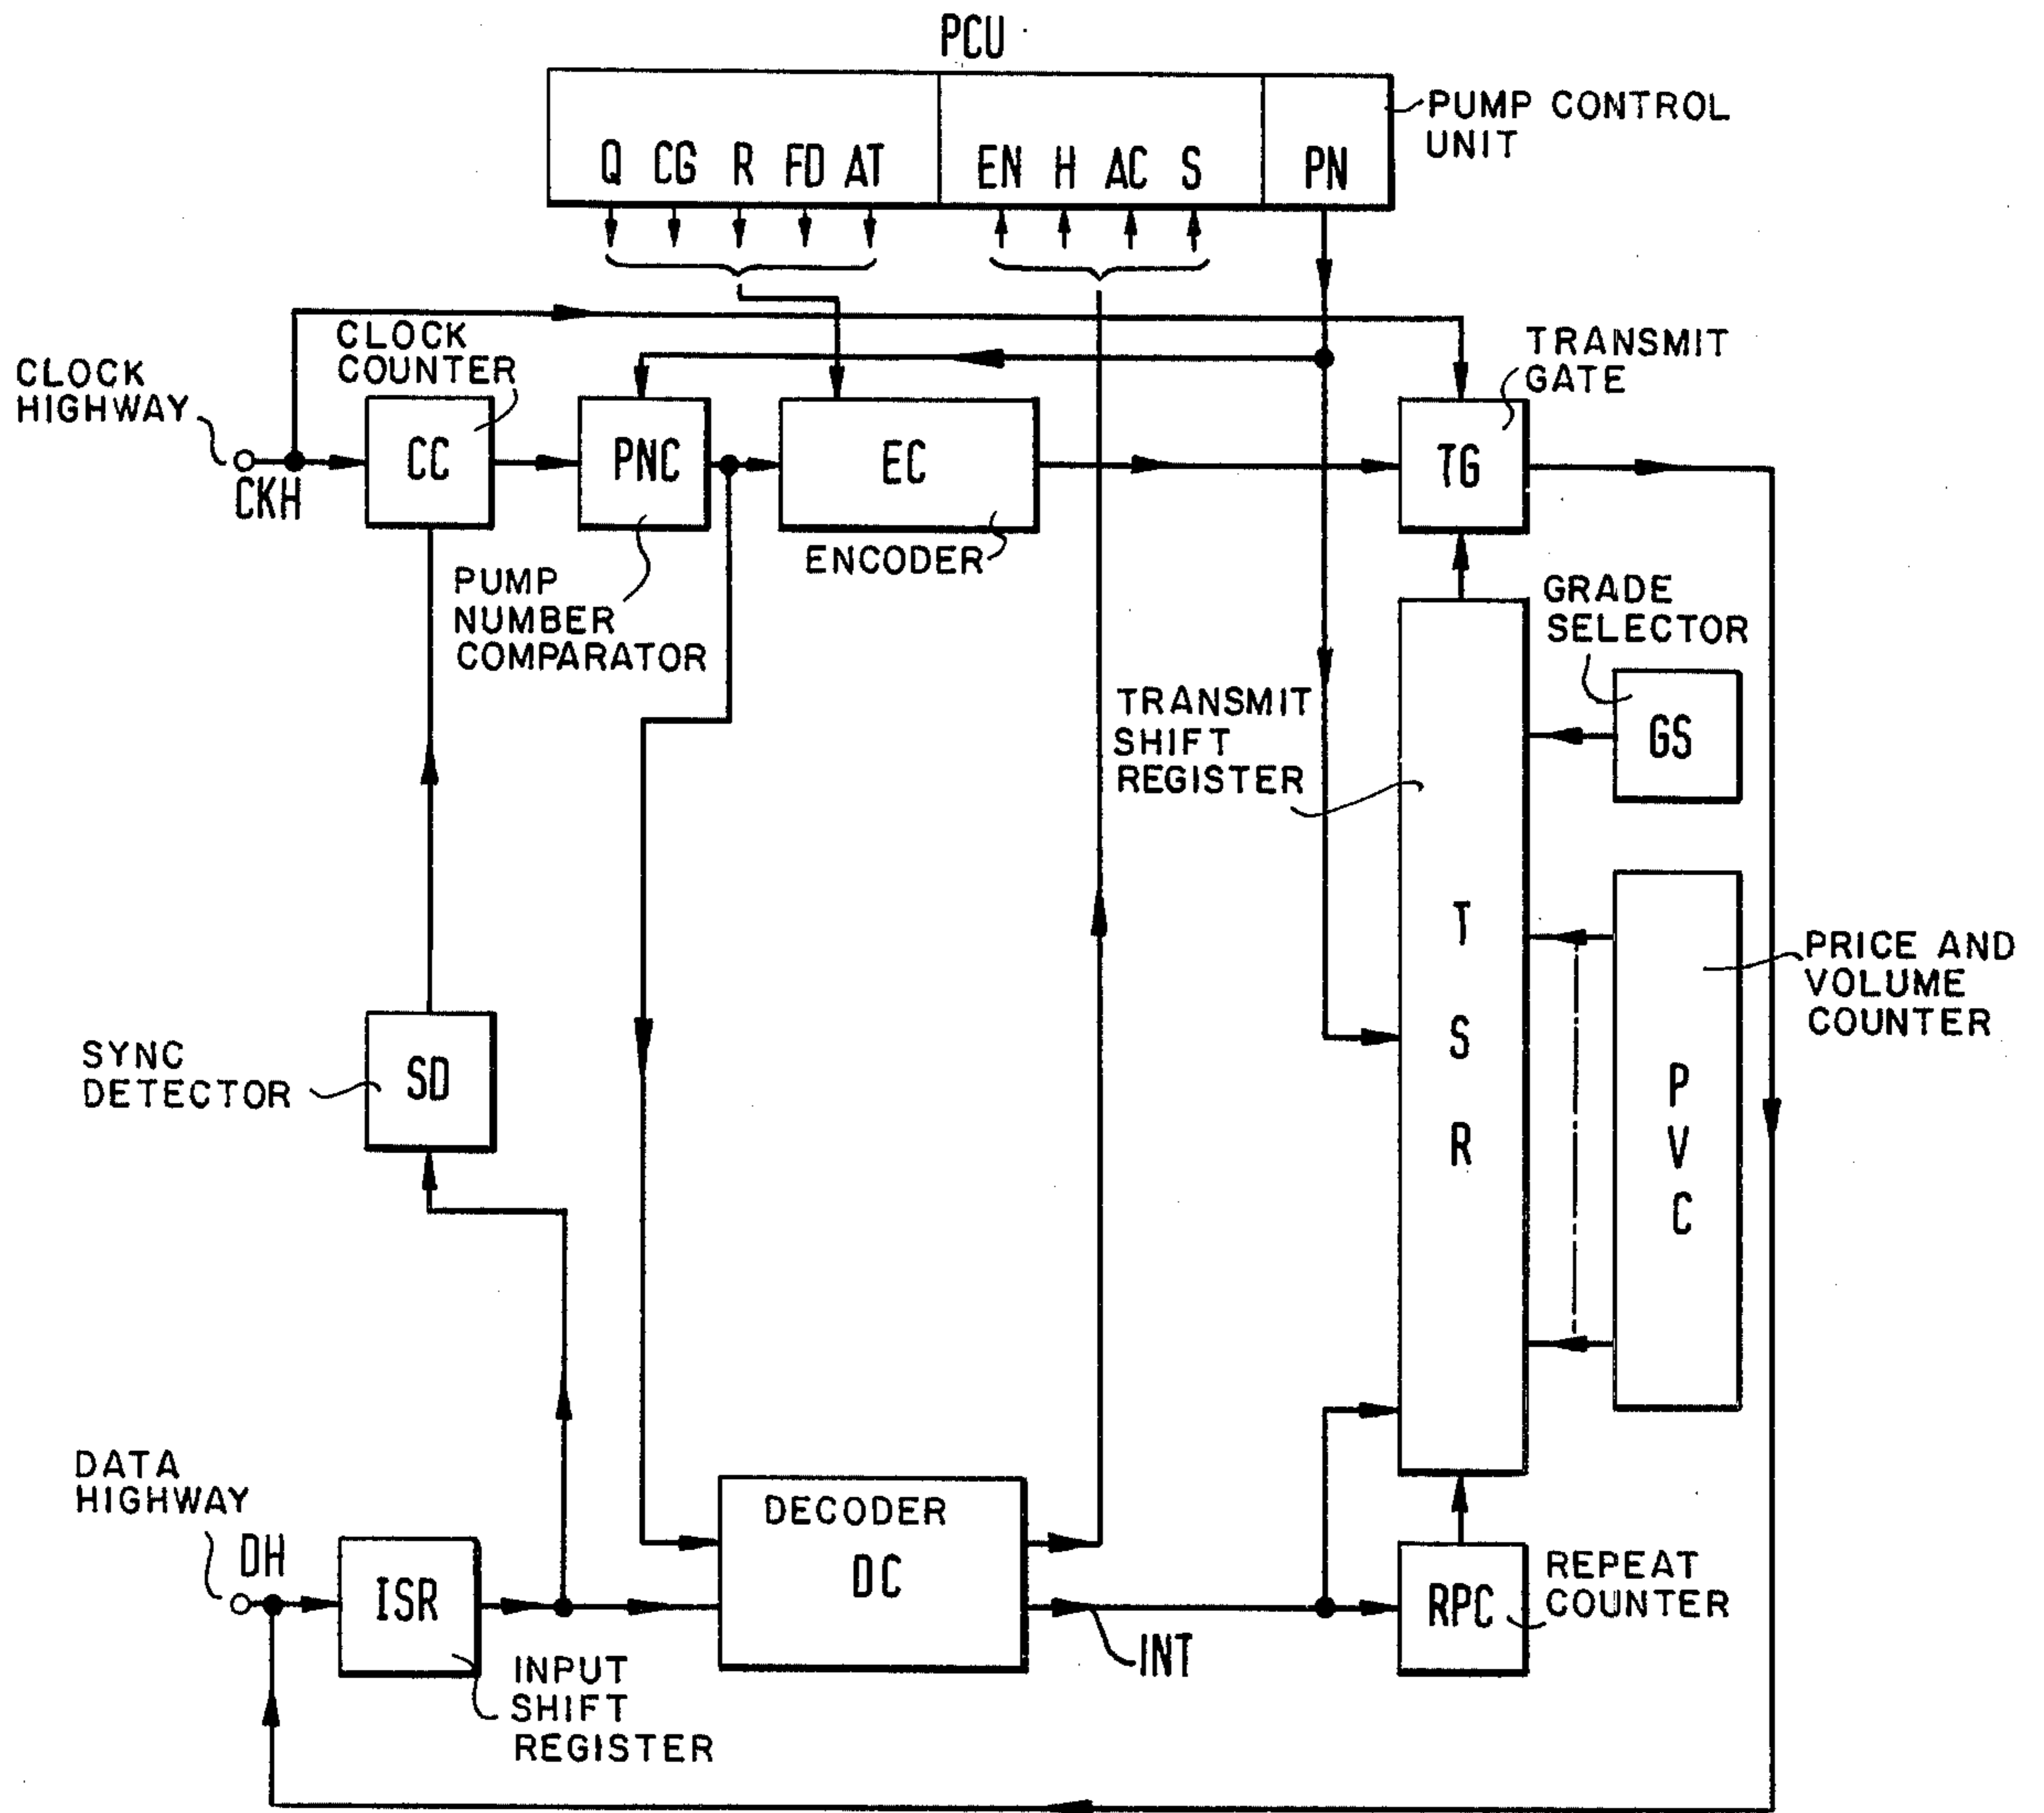 PCU
PUMP CONTROL
UNIT
Q CG R FD AT EN H AC S PN
CLOCK
COUNTER
CLOCK
HIGHWAY
CKH
CC
PNC
EC
TG
TRANSMIT
GATE
ENCODER
PUMP
NUMBER
COMPARATOR
GRADE
SELECTOR
GS
TRANSMIT
SHIFT
REGISTER
T
S
R
PRICE AND
VOLUME
COUNTER
P
V
C
SYNC
DETECTOR
SD
DATA
HIGHWAY
DH
ISR
INPUT
SHIFT
REGISTER
DECODER
DC
INT
RPC
REPEAT
COUNTER